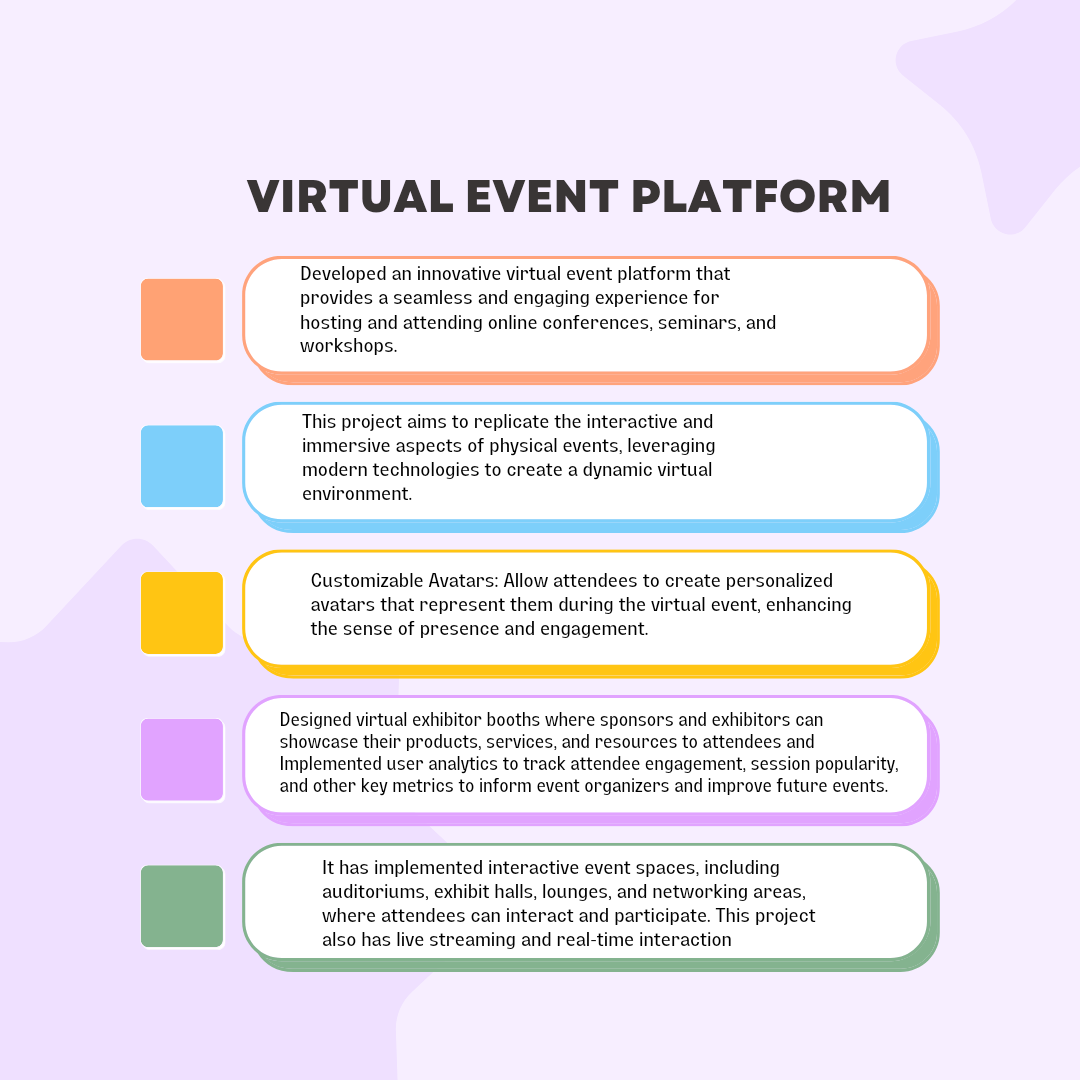 VIRTUAL EVENT PLATFORM
Developed an innovative virtual event platform that
provides a seamless and engaging experience for
hosting and attending online conferences, seminars, and
workshops.
This project aims to replicate the interactive and
immersive aspects of physical events, leveraging
modern technologies to create a dynamic virtual
environment.
Customizable Avatars: Allow attendees to create personalized
avatars that represent them during the virtual event, enhancing
the sense of presence and engagement.
Designed virtual exhibitor booths where sponsors and exhibitors can
showcase their products, services, and resources to attendees and
Implemented user analytics to track attendee engagement, session popularity,
and other key metrics to inform event organizers and improve future events.
It has implemented interactive event spaces, including
auditoriums, exhibit halls, lounges, and networking areas,
where attendees can interact and participate. This project
also has live streaming and real-time interaction